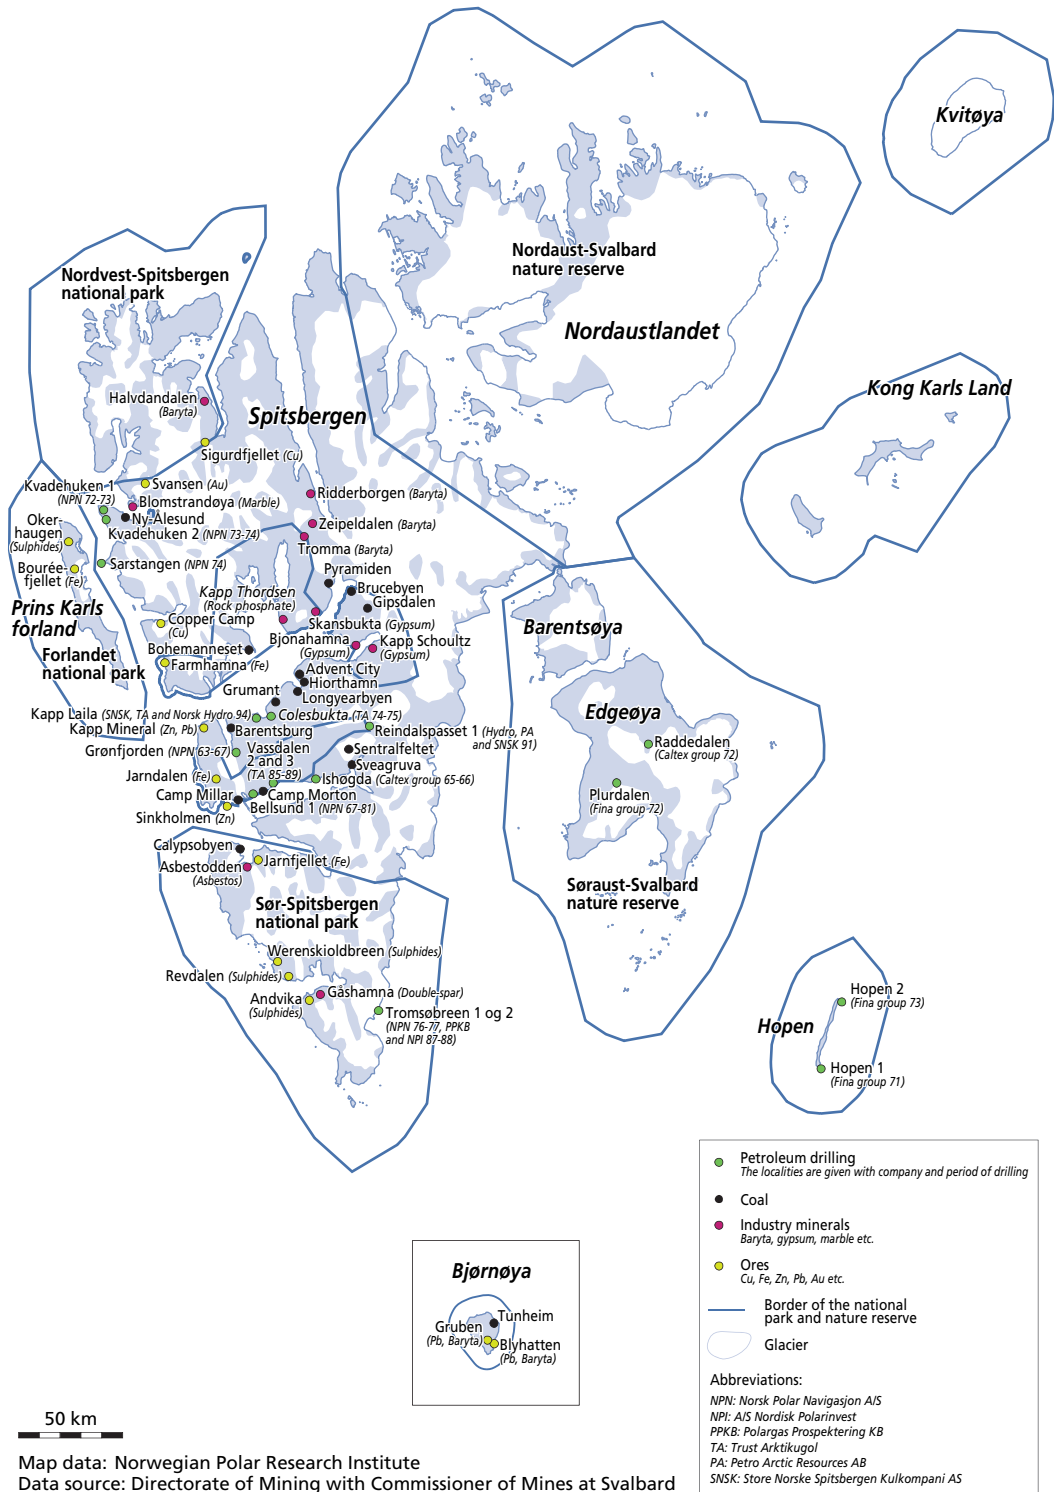 Kvitøya
Nordaust-Svalbard
nature reserve
Nordvest-Spitsbergen
national park
Nordaustlandet
Kong Karls Land
Halvdandalen
(Baryta)
Spitsbergen
Sigurdfjellet (Cu)
Kvadehuken 1
(NPN 72-73)
Svansen (Au)
Blomstrandøya (Marble)
Ny-Ålesund
Kvadehuken 2 (NPN 73-74)
Ridderborgen (Baryta)
Zeipeldalen (Baryta)
Tromma (Baryta)
Oker-
haugen
(Sulphides)
Bourée-
fjellet (Fe)
Sarstangen (NPN 74)
Pyramiden
Brucebyen
Gipsdalen
Kapp Thordsen
(Rock phosphate)
Skansbukta (Gypsum)
Prins Karls
forland
Copper Camp
(Cu)
Bjonahamna
(Gypsum)
Kapp Schoultz
(Gypsum)
Barentsøya
Forlandet
national park
Bohemanneset
Farmhamna (Fe)
Advent City
Hiorthamn
Longyearbyen
Grumant
Kapp Laila (SNSK, TA and Norsk Hydro 94)
Colesbukta (TA 74-75)
Kapp Mineral (Zn, Pb)
Barentsburg
Reindalspasset 1 (Hydro, PA
and SNSK 91)
Edgeøya
Grønfjorden (NPN 63-67)
Vassdalen
2 and 3
(TA 85-89)
Sentralfeltet
Sveagruva
Raddedalen
(Caltex group 72)
Jarndalen (Fe)
Ishøgda (Caltex group 65-66)
Camp Millar
Camp Morton
Bellsund 1 (NPN 67-81)
Plurdalen
(Fina group 72)
Sinkholmen (Zn)
Calypsobyen
Jarnfjellet (Fe)
Asbestodden
(Asbestos)
Søraust-Svalbard
nature reserve
Sør-Spitsbergen
national park
Werenskioldbreen (Sulphides)
Revdalen (Sulphides)
Gåshamna (Double-spar)
Andvika
(Sulphides)
Tromsøbreen 1 og 2
(NPN 76-77, PPKB
and NPI 87-88)
Hopen 2
(Fina group 73)
Hopen
Hopen 1
(Fina group 71)
Petroleum drilling
The localities are given with company and period of drilling
Coal
Industry minerals
Baryta, gypsum, marble etc.
Ores
Cu, Fe, Zn, Pb, Au etc.
Border of the national
park and nature reserve
Glacier
Abbreviations:
NPN: Norsk Polar Navigasjon A/S
NPI: A/S Nordisk Polarinvest
PPKB: Polargas Prospektering KB
TA: Trust Arktikugol
PA: Petro Arctic Resources AB
SNSK: Store Norske Spitsbergen Kulkompani AS
Bjørnøya
Tunheim
Gruben
(Pb, Baryta)
Blyhatten
(Pb, Baryta)
50 km
Map data: Norwegian Polar Research Institute
Data source: Directorate of Mining with Commissioner of Mines at Svalbard